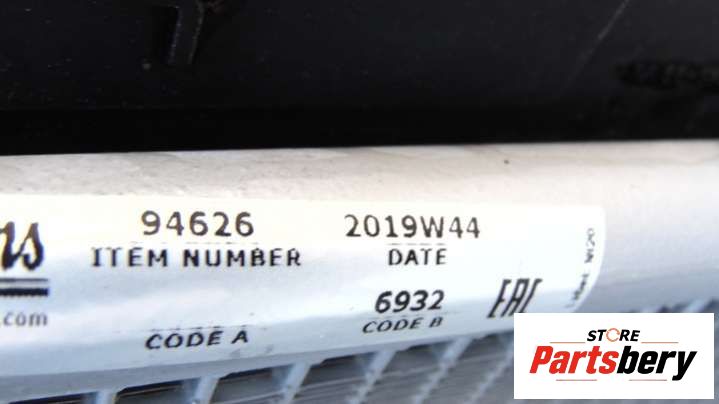 94626 2019W44
ITEM NUMBER DATE
6932 EAC
.com CODE A CODE B
STORE
Partsbery